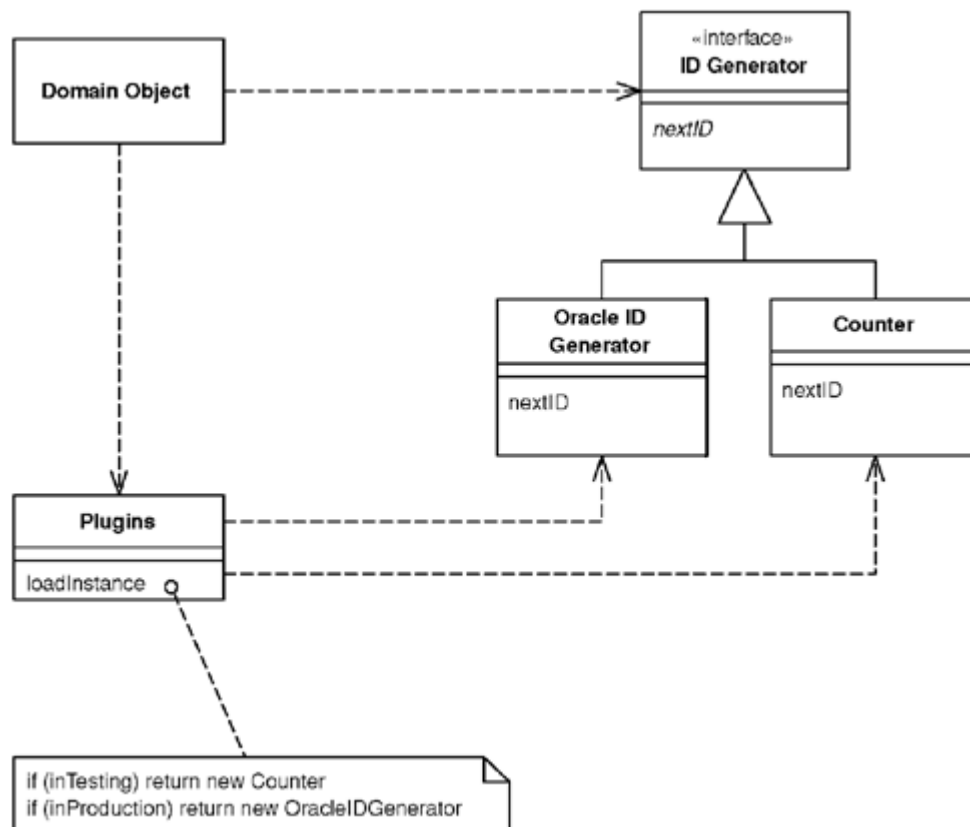 «interface»
ID Generator
Domain Object
nextID
Oracle ID
Generator
Counter
nextID
nextID
Plugins
loadInstance
if (inTesting) return new Counter
if (inProduction) return new OracleIDGenerator